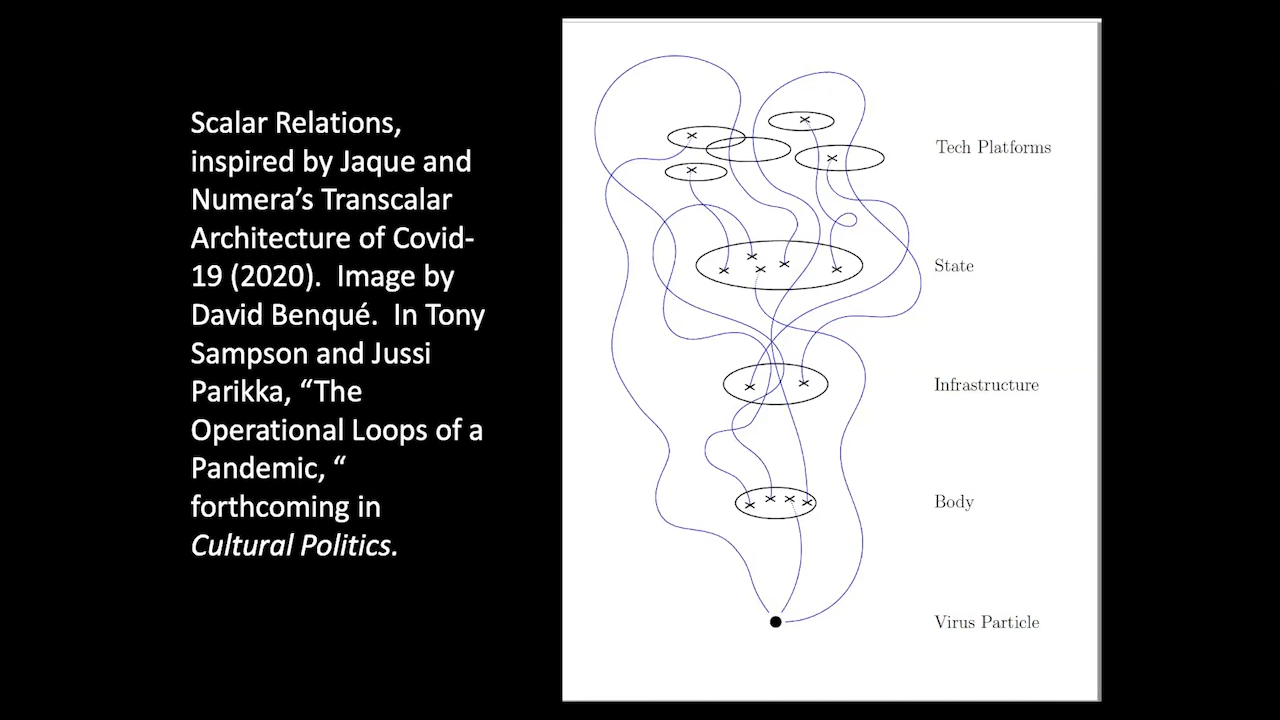 Scalar Relations,
inspired by Jaque and
Numera’s Transcalar
Architecture of Covid-
19 (2020).  Image by
David Benqué.  In Tony
Sampson and Jussi
Parikka, “The
Operational Loops of a
Pandemic, “
forthcoming in
Cultural Politics.
Tech Platforms
State
Infrastructure
Body
Virus Particle